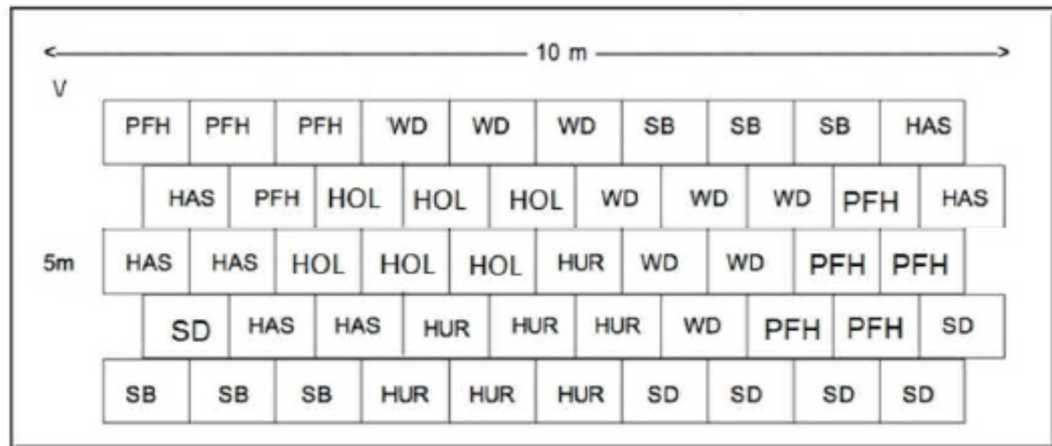 10 m
V
PFH PFH PFH WD WD WD SB SB SB HAS
HAS PFH HOL HOL HOL WD WD WD PFH HAS
5m HAS HAS HOL HOL HOL HUR WD WD PFH PFH
SD HAS HAS HUR HUR HUR WD PFH PFH SD
SB SB SB HUR HUR HUR SD SD SD SD